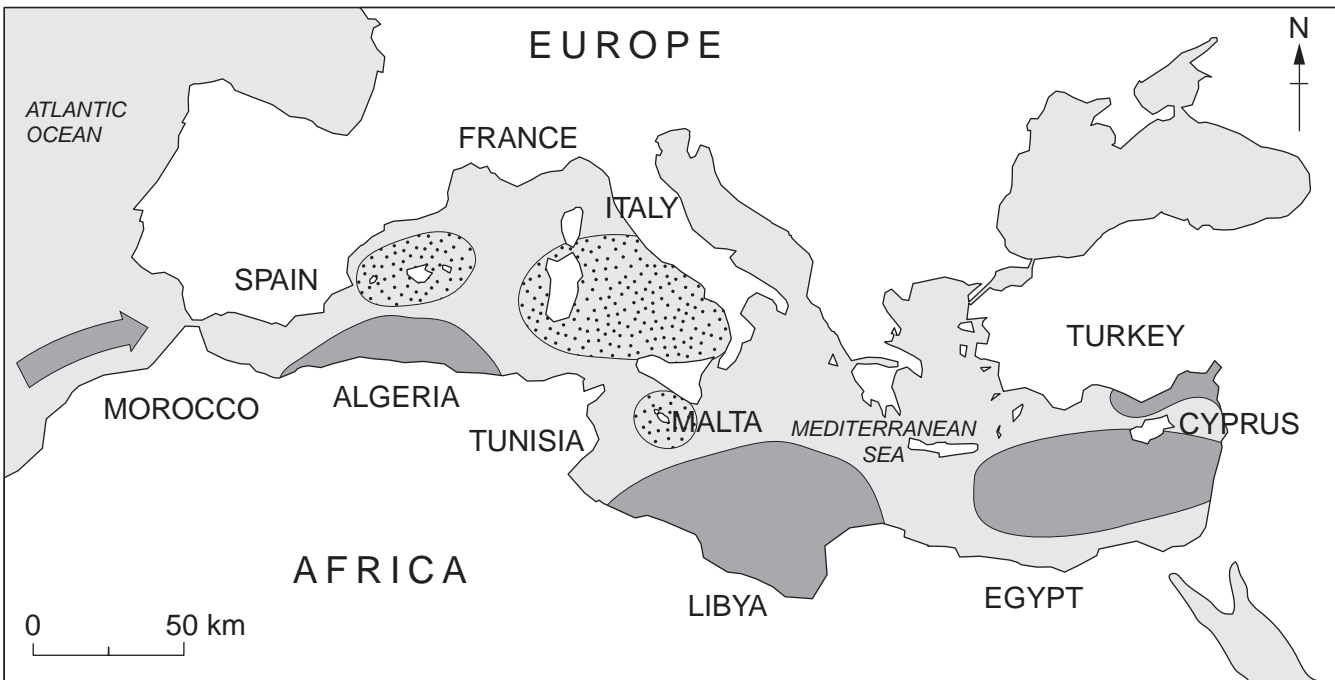 EUROPE
N
ATLANTIC
OCEAN
FRANCE
ITALY
SPAIN
TURKEY
MOROCCO
ALGERIA
TUNISIA
MALTA
MEDITERRANEAN
SEA
CYPRUS
AFRICA
LIBYA
EGYPT
0 50 km